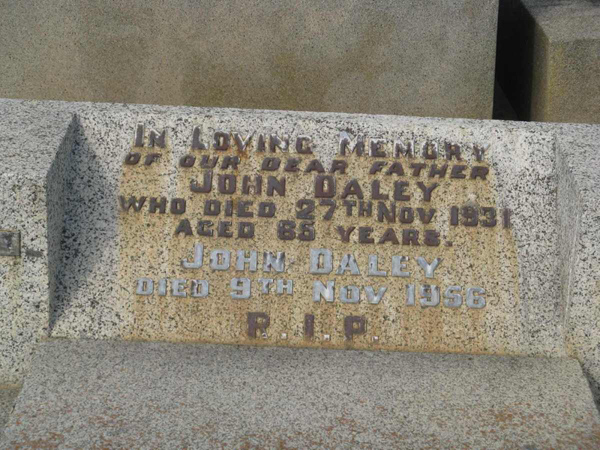 IN LOVING MEMORY
OF OUR DEAR FATHER
JOHN DALEY
WHO DIED 27TH NOV. 1931
AGED 65 YEARS.
JOHN DALEY
DIED 9TH NOV 1956
R.I.P.